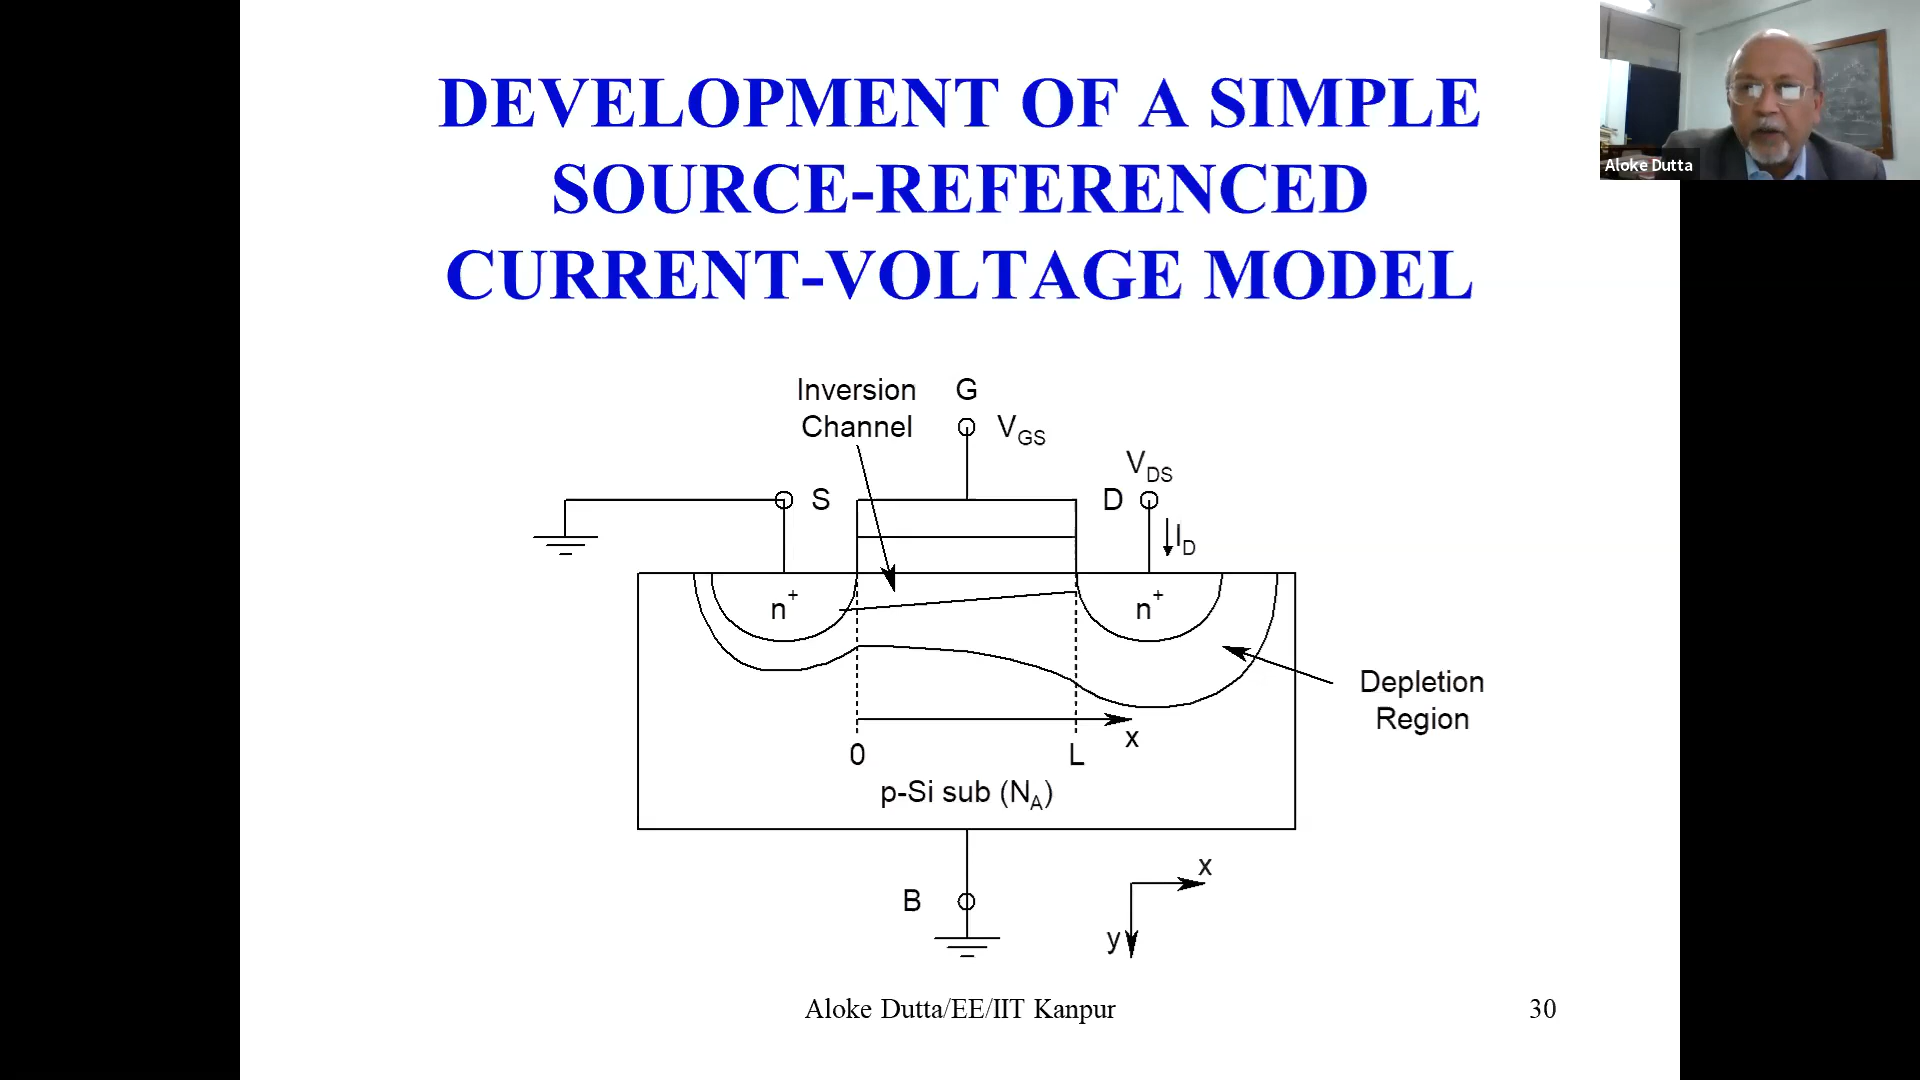 DEVELOPMENT OF A SIMPLE
SOURCE-REFERENCED
CURRENT-VOLTAGE MODEL
Aloke Dutta
Inversion
Channel
G
V_GS
V_DS
S
D
I_D
n^+
n^+
Depletion
Region
x
0
L
p-Si sub (N_A)
x
B
y
Aloke Dutta/EE/IIT Kanpur
30